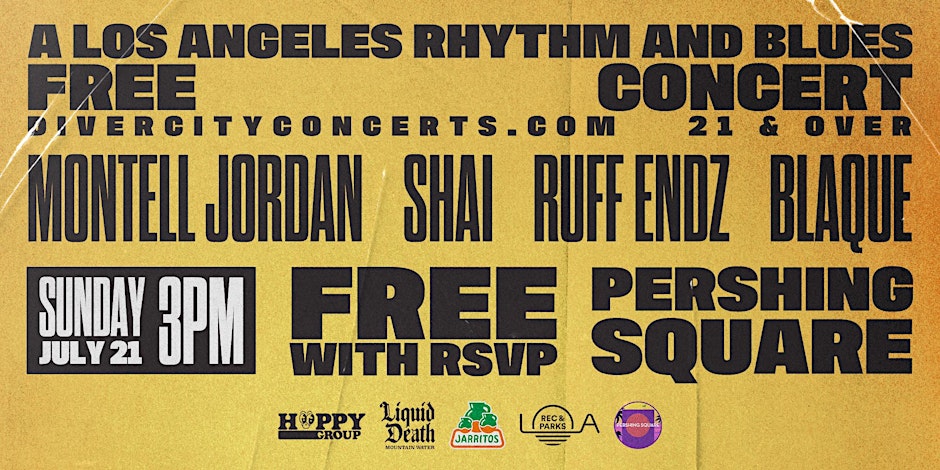 A LOS ANGELES RHYTHM AND BLUES
FREE CONCERT
DIVERCITYCONCERTS.COM 21 & OVER
MONTELL JORDAN SHAI RUFF ENDZ BLAQUE
SUNDAY
JULY 21
3PM
FREE
WITH RSVP
PERSHING
SQUARE
HOPPY
GROUP
Liquid
Death
MOUNTAIN WATER
JARRITOS
LA
REC &
PARKS
PERSHING SQUARE